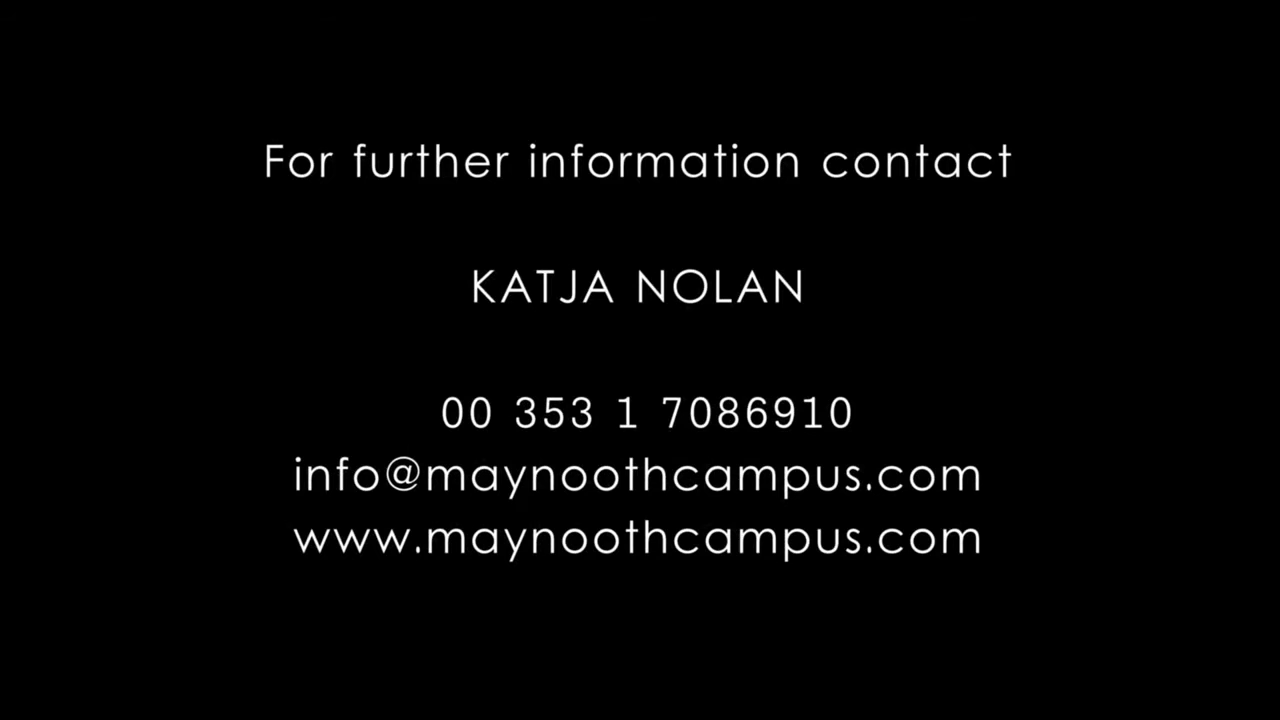 For further information contact
KATJA NOLAN
00 353 1 7086910
info@maynoothcampus.com
www.maynoothcampus.com